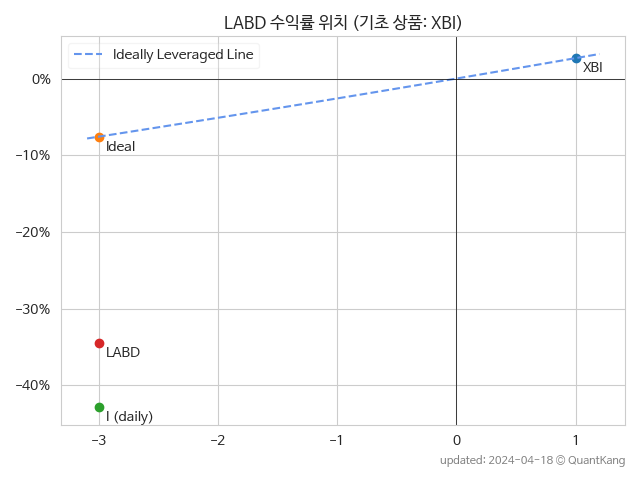 LABD 수익률 위치 (기초 상품: XBI)
Ideally Leveraged Line
XBI
Ideal
LABD
I (daily)
0%
-10%
-20%
-30%
-40%
-3 -2 -1 0 1
updated: 2024-04-18 © QuantKang